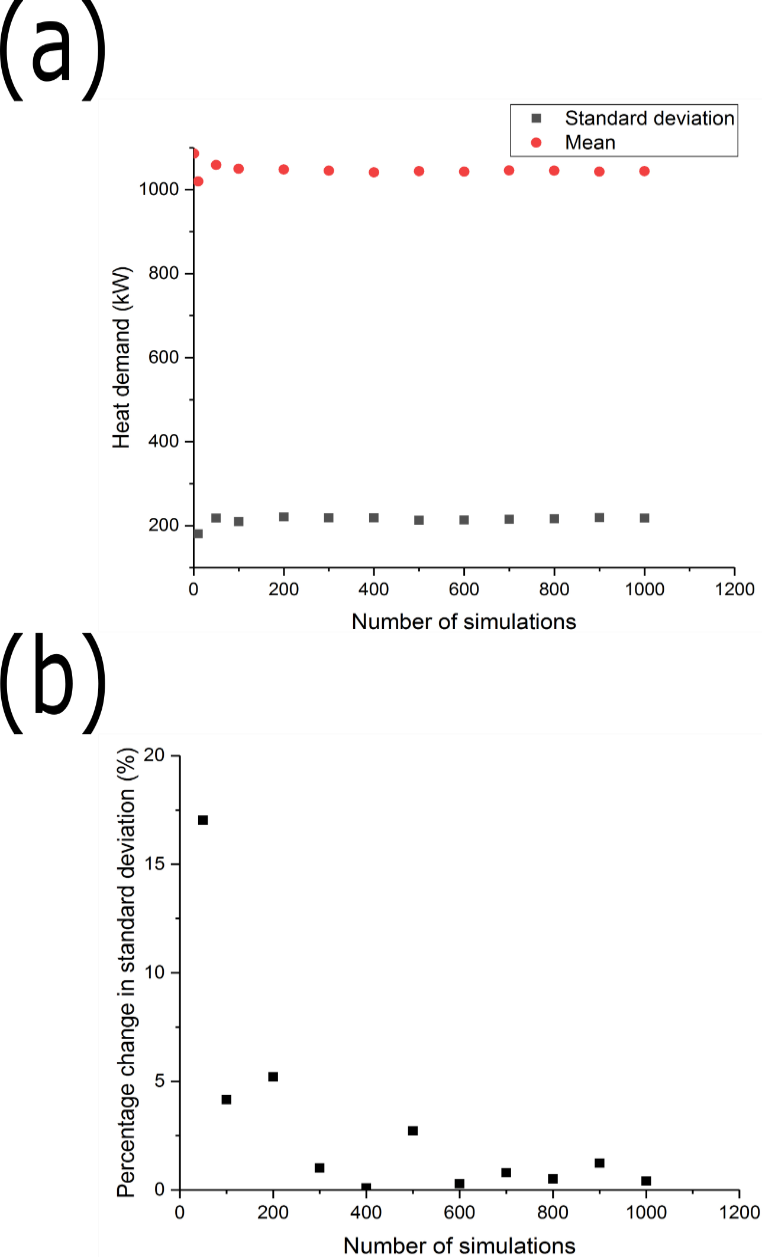 (a)
Standard deviation
Mean
Heat demand (kW)
1000
800
600
400
200
0 200 400 600 800 1000 1200
Number of simulations
(b)
Percentage change in standard deviation (%)
20
15
10
5
0
0 200 400 600 800 1000 1200
Number of simulations